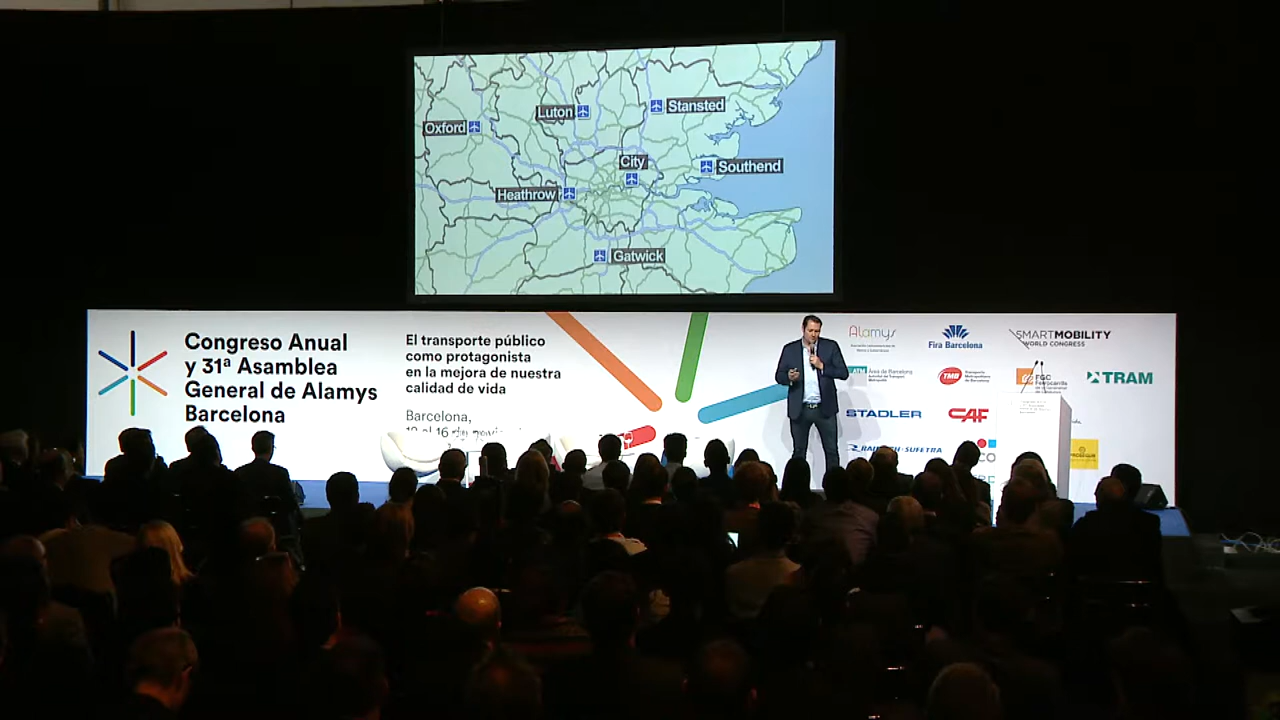 Luton
Stansted
Oxford
City
Southend
Heathrow
Gatwick
Congreso Anual
y 31ª Asamblea
General de Alamys
Barcelona
El transporte público
como protagonista
en la mejora de nuestra
calidad de vida
Barcelona,
Alamys
Fira Barcelona
SMARTMOBILITY
WORLD CONGRESS
TMB
FGC
TRAM
STADLER
CAF